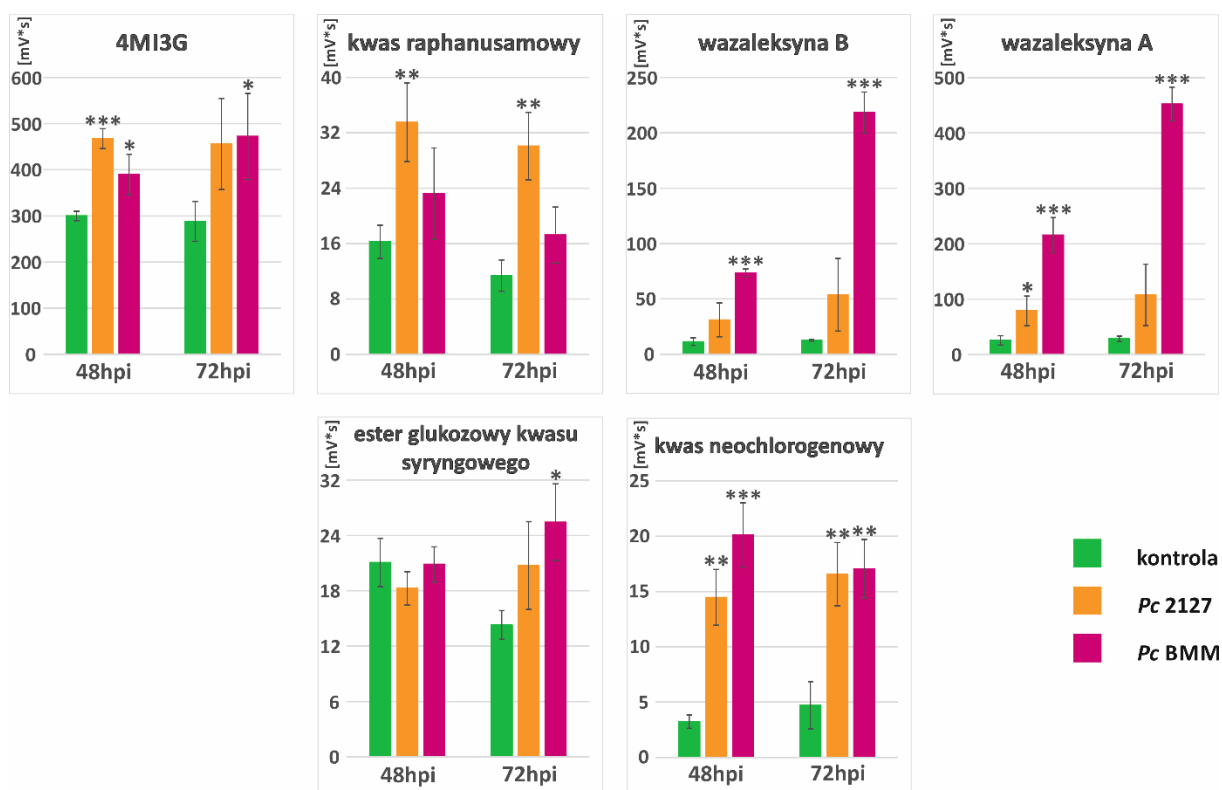 [mV*s]
4MI3G
600
500
400
300
200
100
0
***
*
*
48hpi
72hpi
[mV*s]
kwas raphanusamowy
40
32
24
16
8
0
**
**
48hpi
72hpi
[mV*s]
wazaleksyna B
250
200
150
100
50
0
***
***
48hpi
72hpi
[mV*s]
wazaleksyna A
500
400
300
200
100
0
*
***
***
48hpi
72hpi
[mV*s]
ester glukozowy kwasu
syryngowego
32
24
18
12
6
0
*
48hpi
72hpi
[mV*s]
kwas neochlorogenowy
25
20
15
10
5
0
**
***
**
**
48hpi
72hpi
kontrola
Pc 2127
Pc BMM